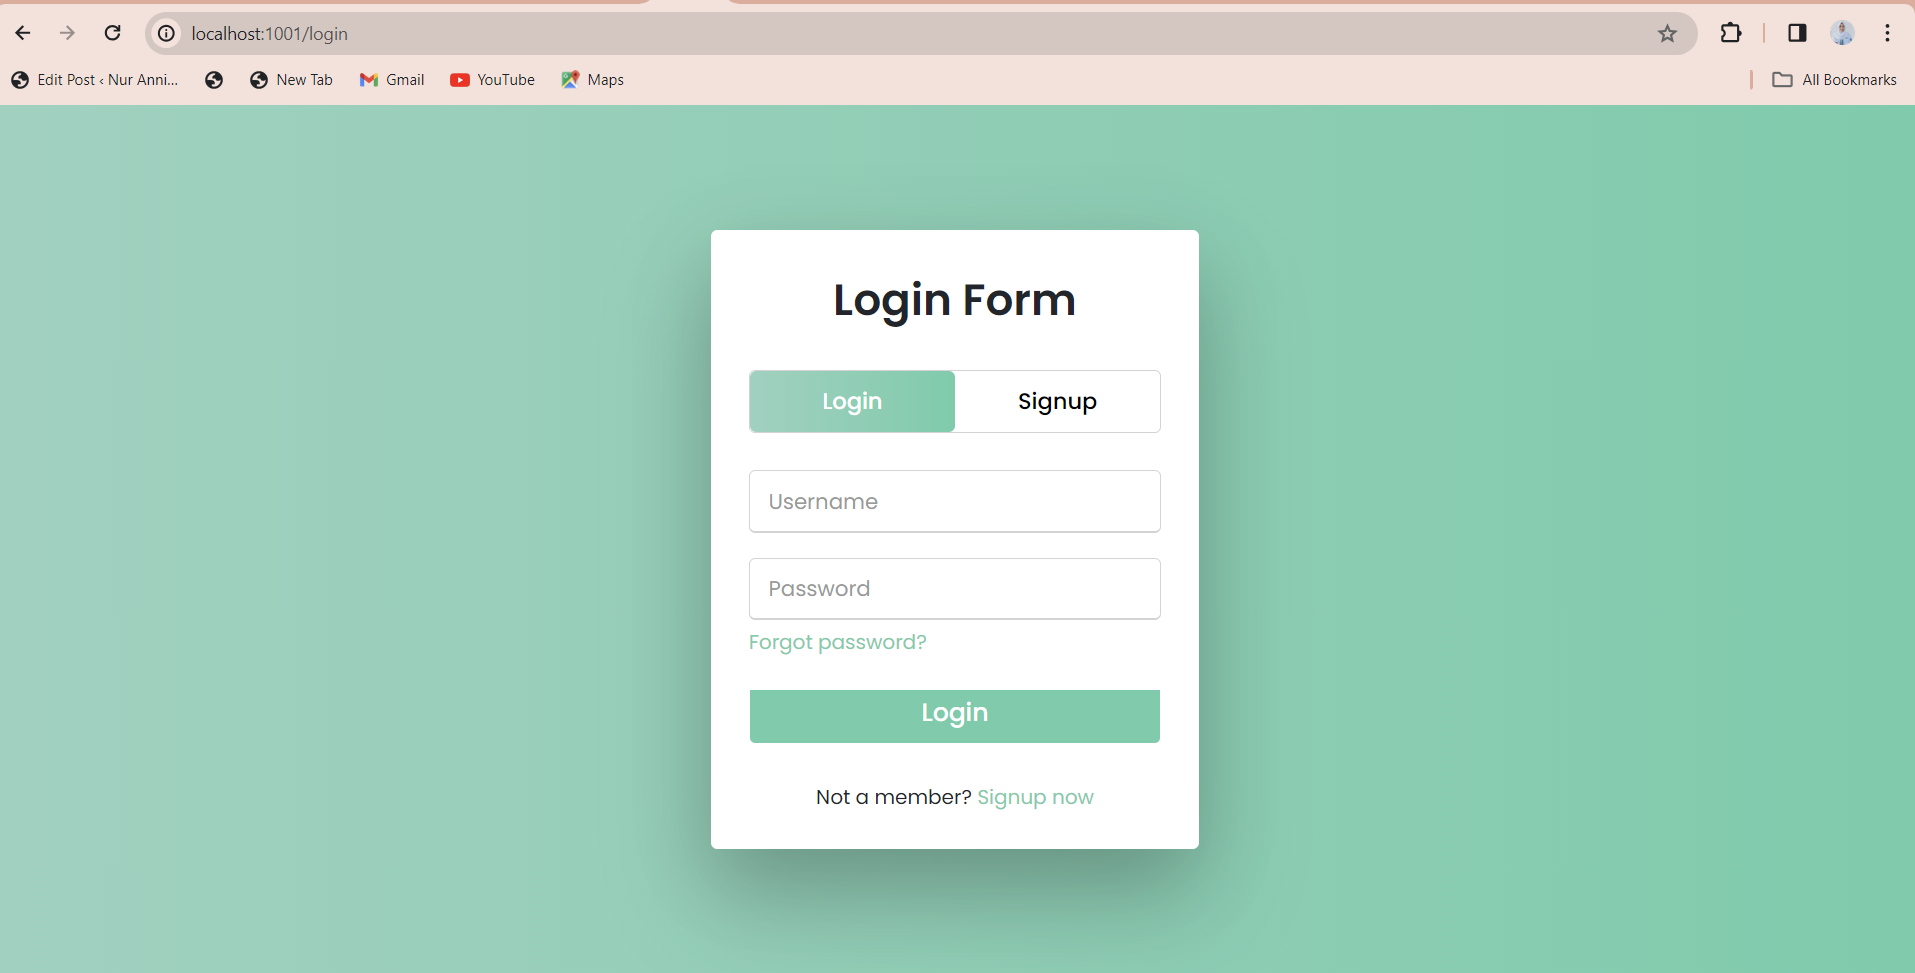 localhost:1001/login
Edit Post ‹ Nur Anni... New Tab Gmail YouTube Maps All Bookmarks
Login Form
Login Signup
Username
Password
Forgot password?
Login
Not a member? Signup now